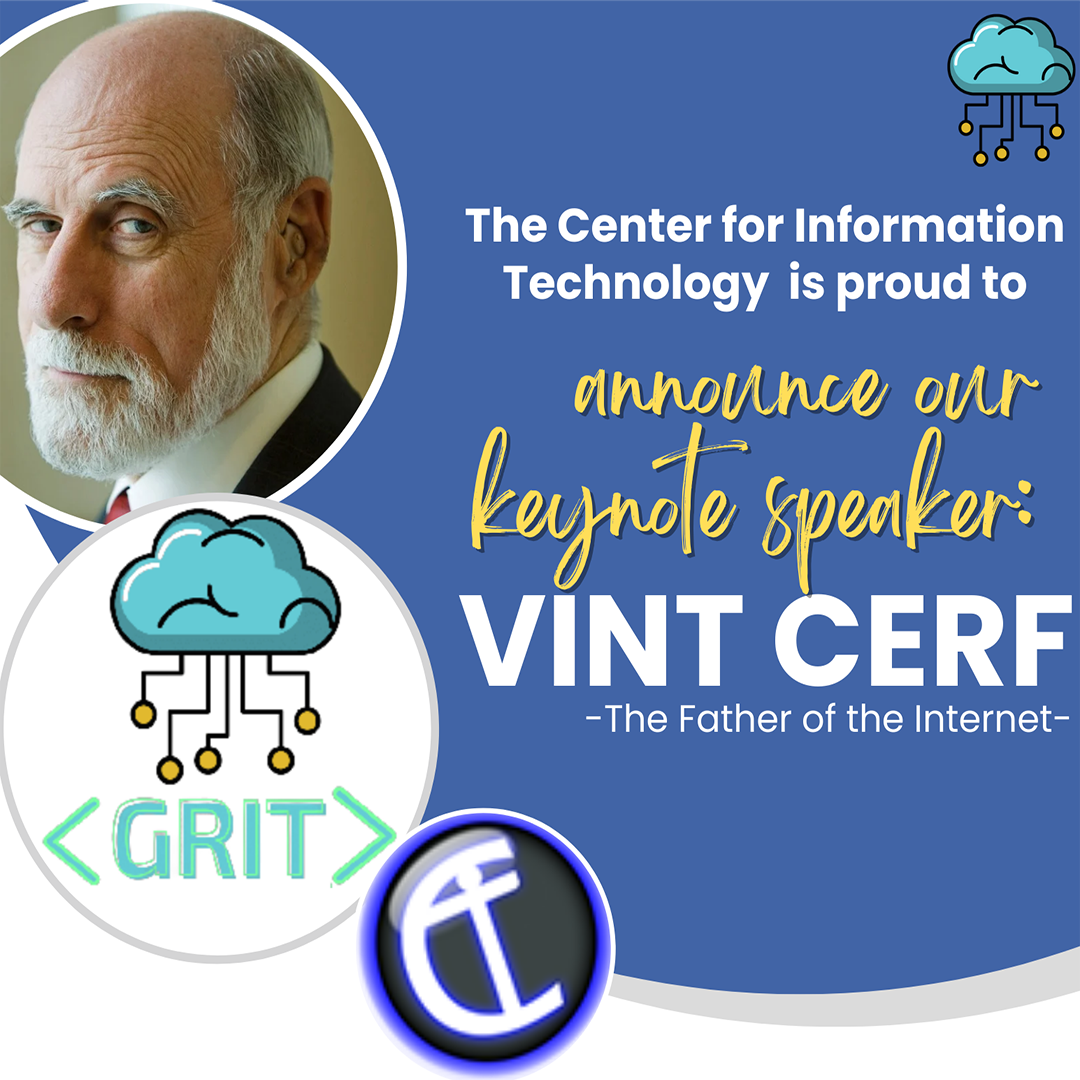 The Center for Information
Technology is proud to
announce our
keynote speaker:
VINT CERF
-The Father of the Internet-
<GRIT>